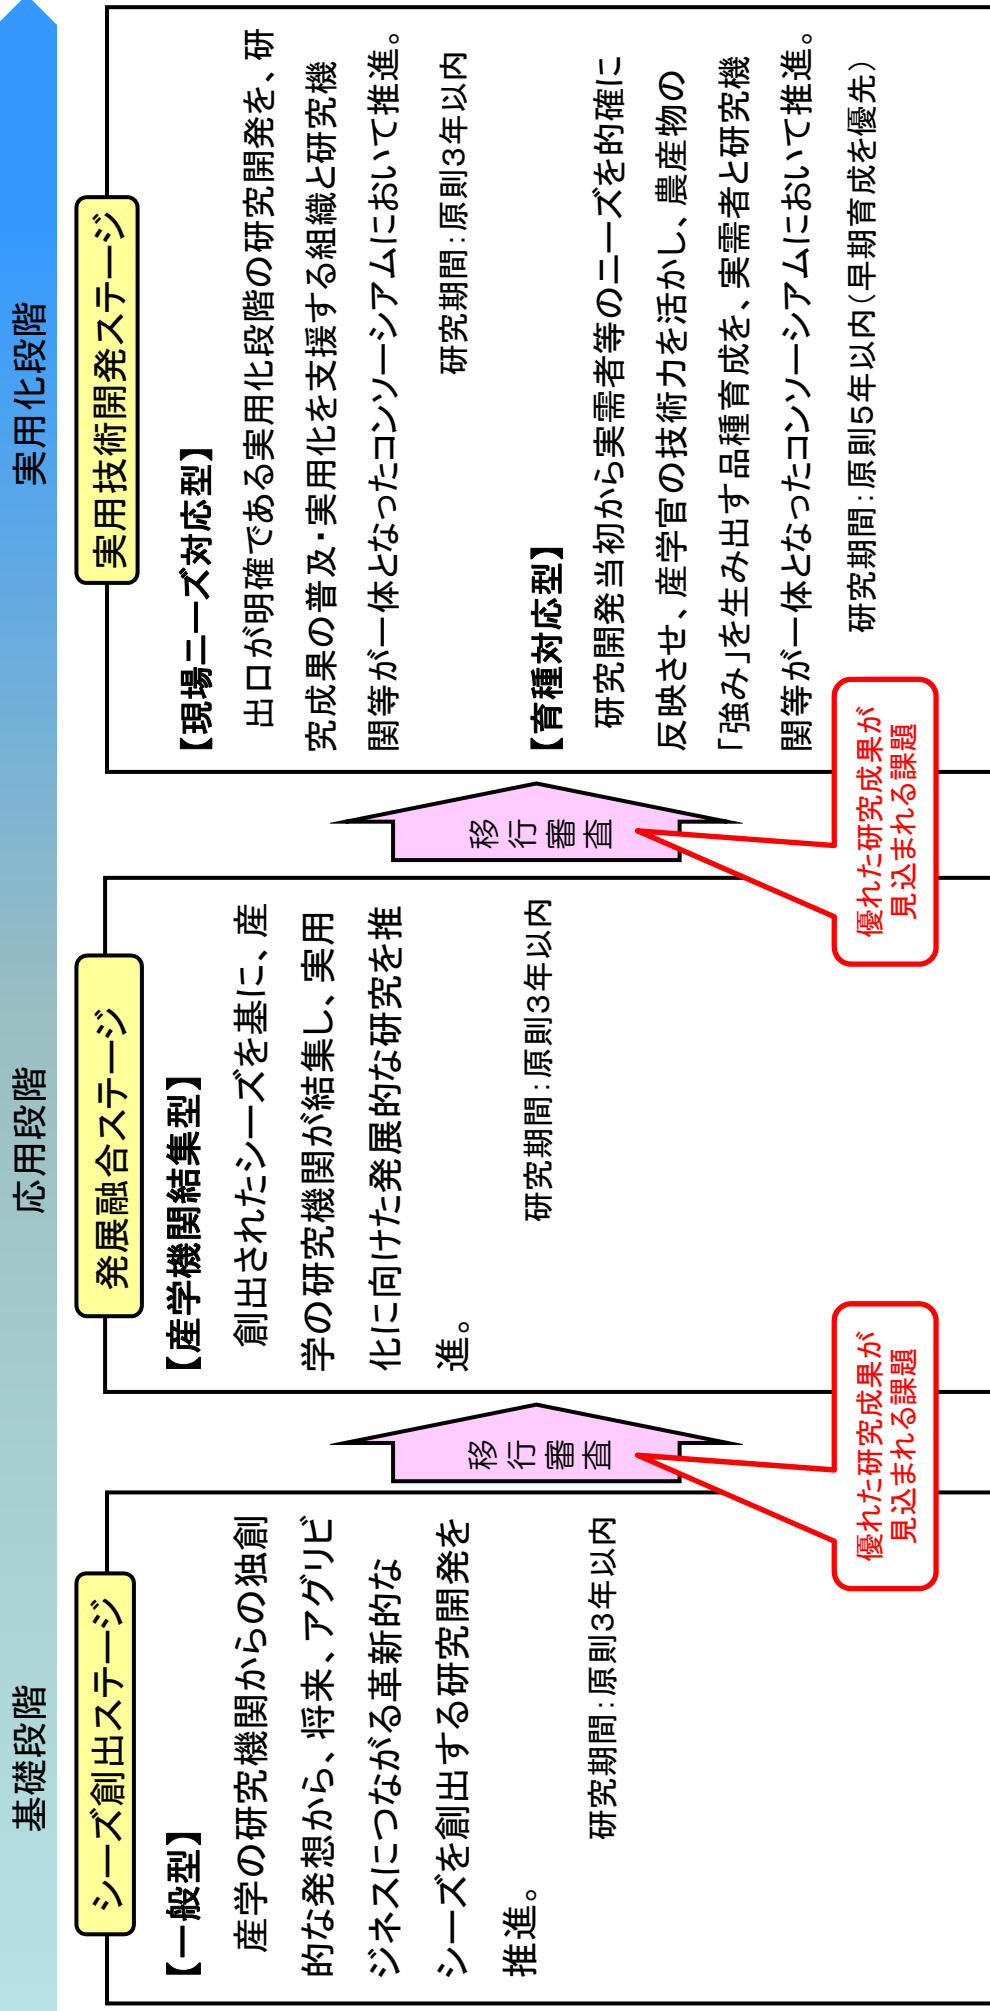 基礎段階
応用段階
実用化段階
シーズ創出ステージ
【一般型】
産学の研究機関からの独創
的な発想から、将来、アグリビ
ジネスにつながる革新的な
シーズを創出する研究開発を
推進。
研究期間：原則3年以内
移行審査
優れた研究成果が
見込まれる課題
発展融合ステージ
【産学機関結集型】
創出されたシーズを基に、産
学の研究機関が結集し、実用
化に向けた発展的な研究を推
進。
研究期間：原則3年以内
移行審査
優れた研究成果が
見込まれる課題
実用技術開発ステージ
【現場ニーズ対応型】
出口が明確である実用化段階の研究開発を、研
究成果の普及・実用化を支援する組織と研究機
関等が一体となったコンソーシアムにおいて推進。
研究期間：原則3年以内
【育種対応型】
研究開発当初から実需者等のニーズを的確に
反映させ、産学官の技術力を活かし、農産物の
「強み」を生み出す品種育成を、実需者と研究機
関等が一体となったコンソーシアムにおいて推進。
研究期間：原則5年以内（早期育成を優先）